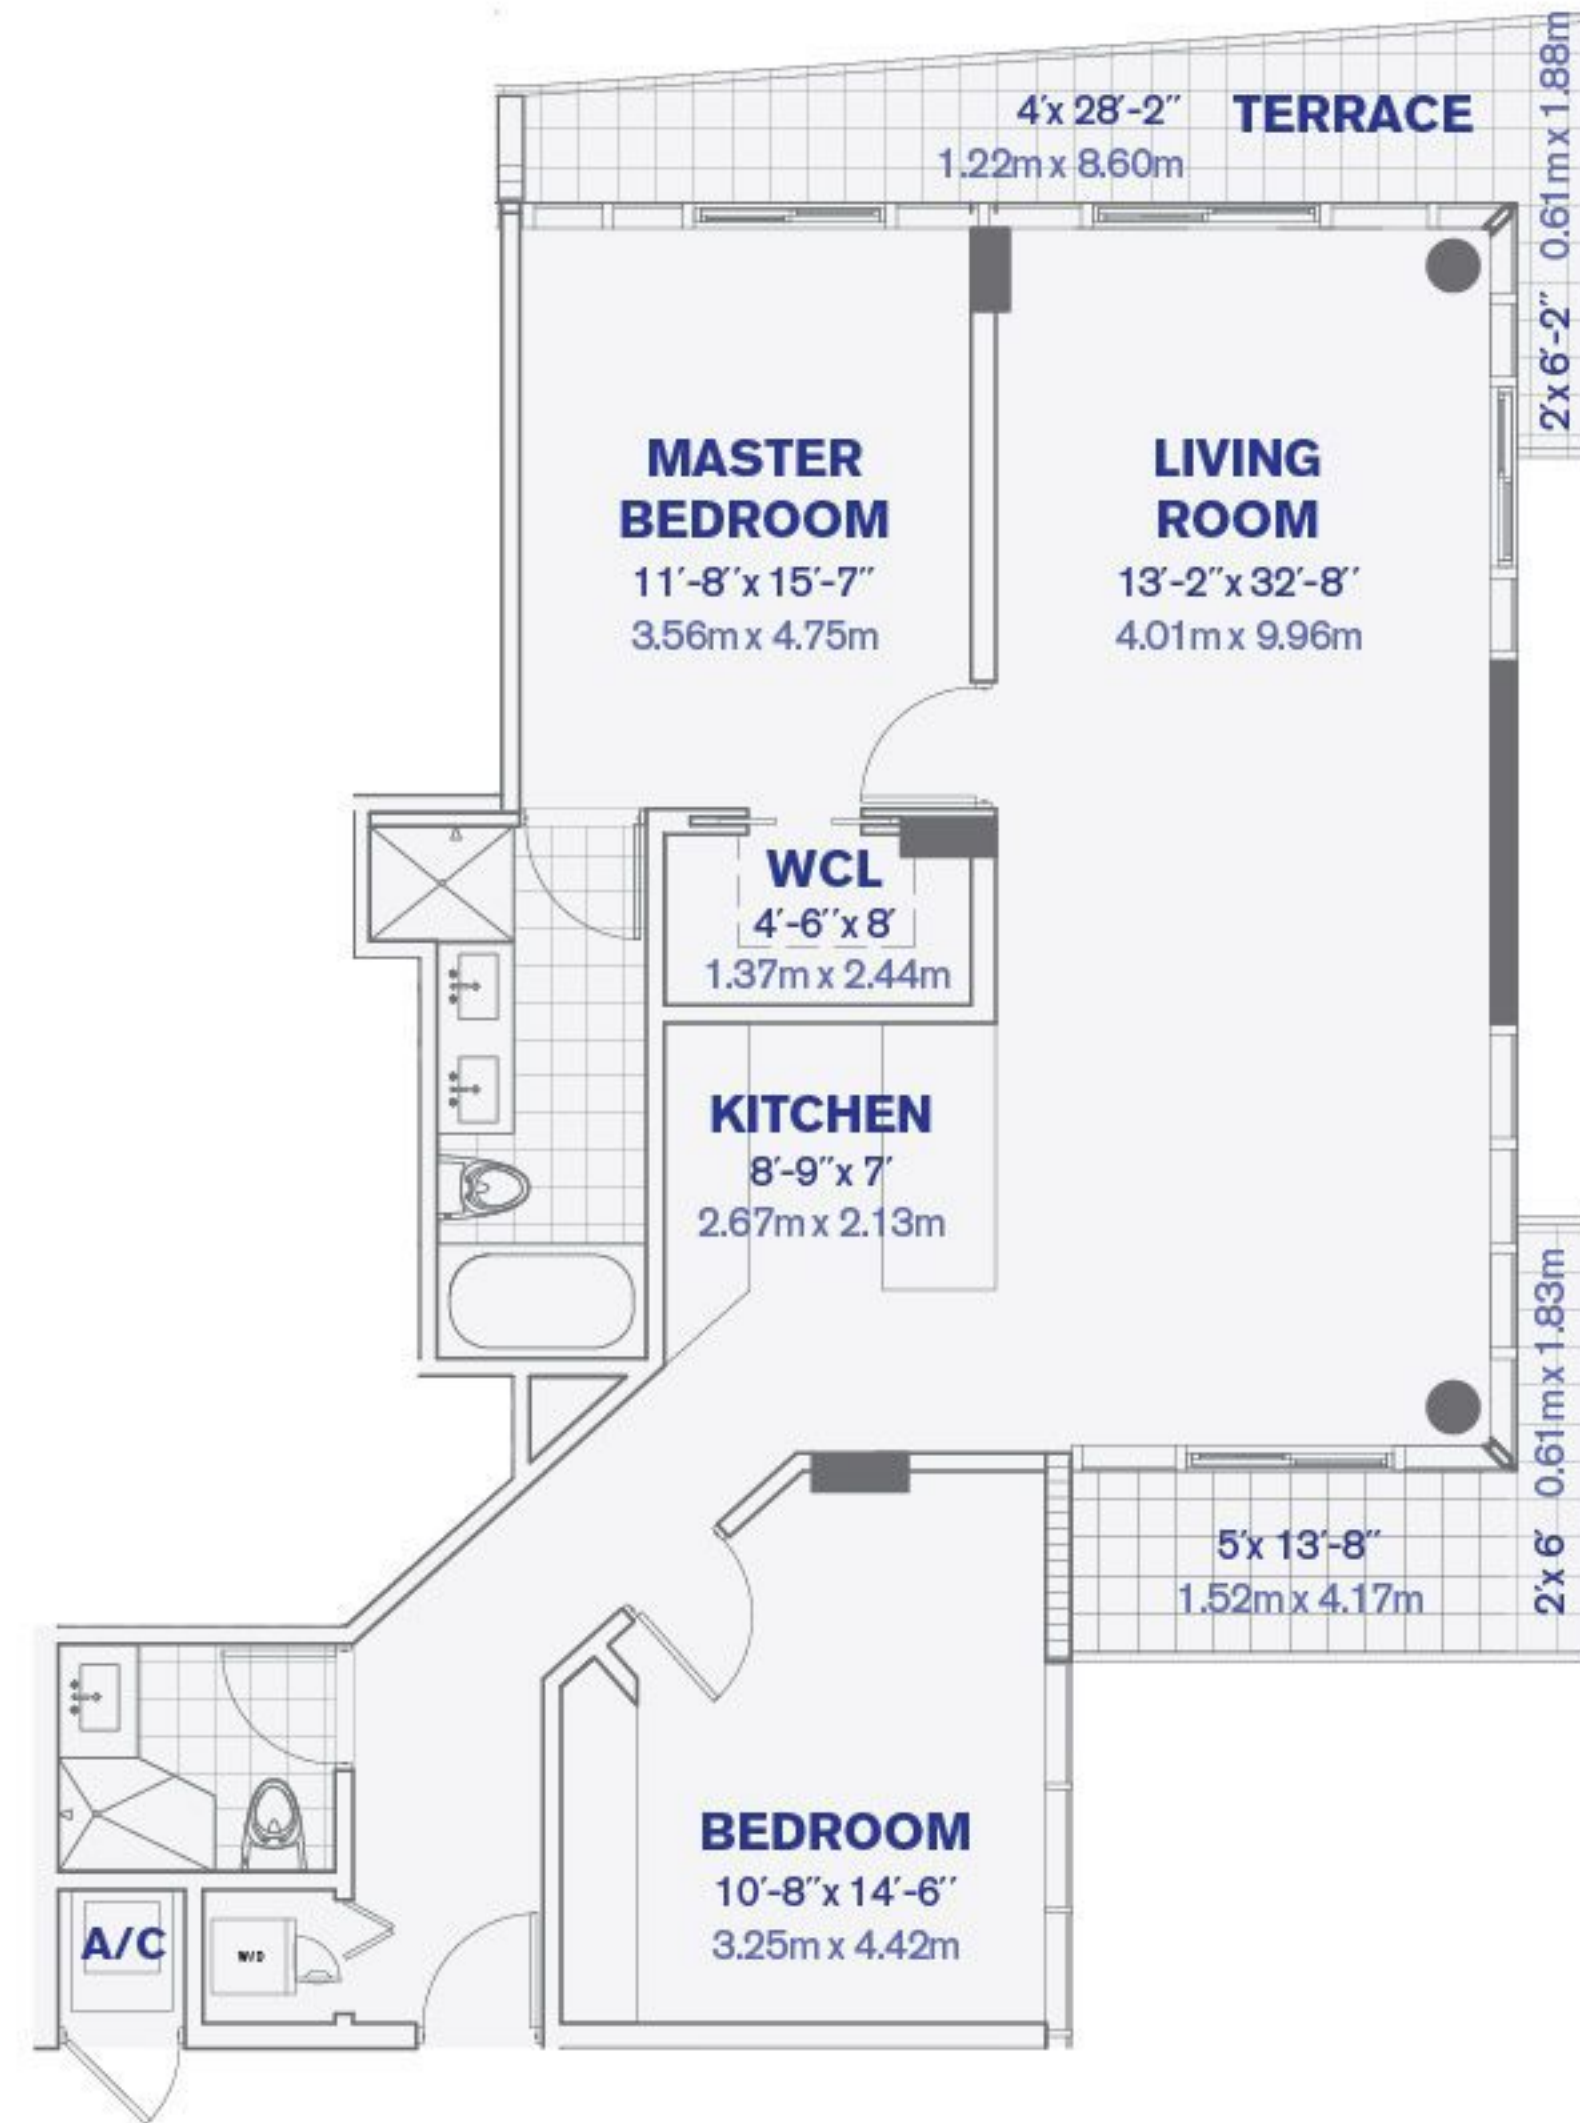 4′x 28′-2″ TERRACE
1.22m x 8.60m
2′x 6′-2″ 0.61m x 1.88m
MASTER
BEDROOM
11′-8″x 15′-7″
3.56m x 4.75m
LIVING
ROOM
13′-2″x 32′-8″
4.01m x 9.96m
WCL
4′-6″x 8′
1.37m x 2.44m
KITCHEN
8′-9″x 7′
2.67m x 2.13m
2′x 6′ 0.61m x 1.83m
5′x 13′-8″
1.52m x 4.17m
BEDROOM
10′-8″x 14′-6″
3.25m x 4.42m
A/C
W/D